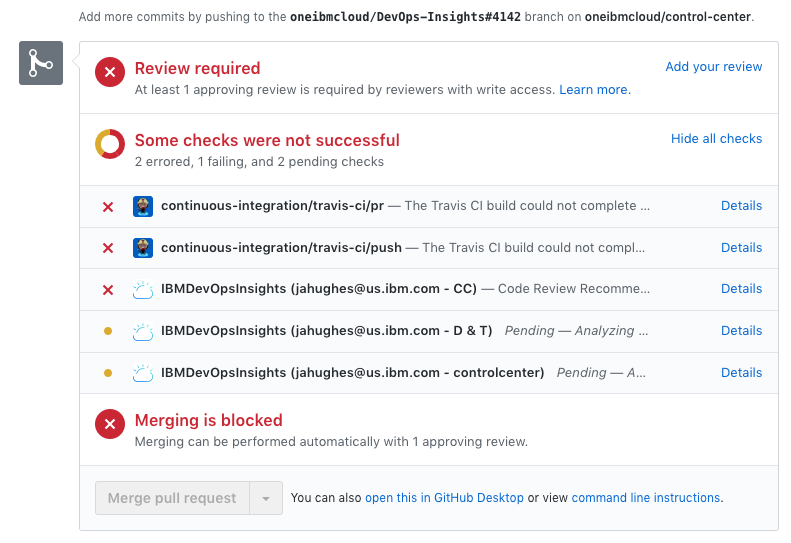 Add more commits by pushing to the oneibmcloud/DevOps-Insights#4142 branch on oneibmcloud/control-center.
Review required
Add your review
At least 1 approving review is required by reviewers with write access. Learn more.
Some checks were not successful
Hide all checks
2 errored, 1 failing, and 2 pending checks
continuous-integration/travis-ci/pr — The Travis CI build could not complete ... Details
continuous-integration/travis-ci/push — The Travis CI build could not compl... Details
IBMDevOpsInsights (jahughes@us.ibm.com - CC) — Code Review Recomme... Details
IBMDevOpsInsights (jahughes@us.ibm.com - D & T) Pending — Analyzing ... Details
IBMDevOpsInsights (jahughes@us.ibm.com - controlcenter) Pending — A... Details
Merging is blocked
Merging can be performed automatically with 1 approving review.
Merge pull request You can also open this in GitHub Desktop or view command line instructions.